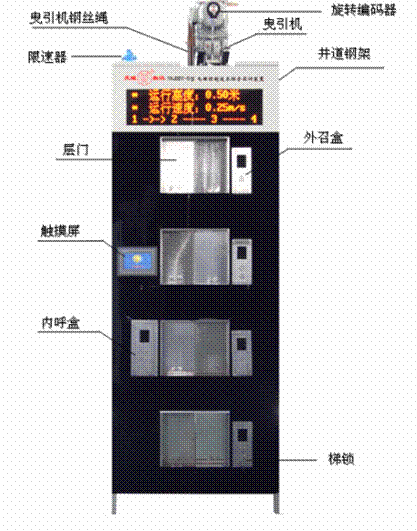 曳引机钢丝绳
旋转编码器
曳引机
限速器
井道钢架
* 运行高度: 0.50米
* 运行速度: 0.25m/s
1 ->-> 2 ---- 3 ---- 4
层门
外召盒
触摸屏
内呼盒
梯锁